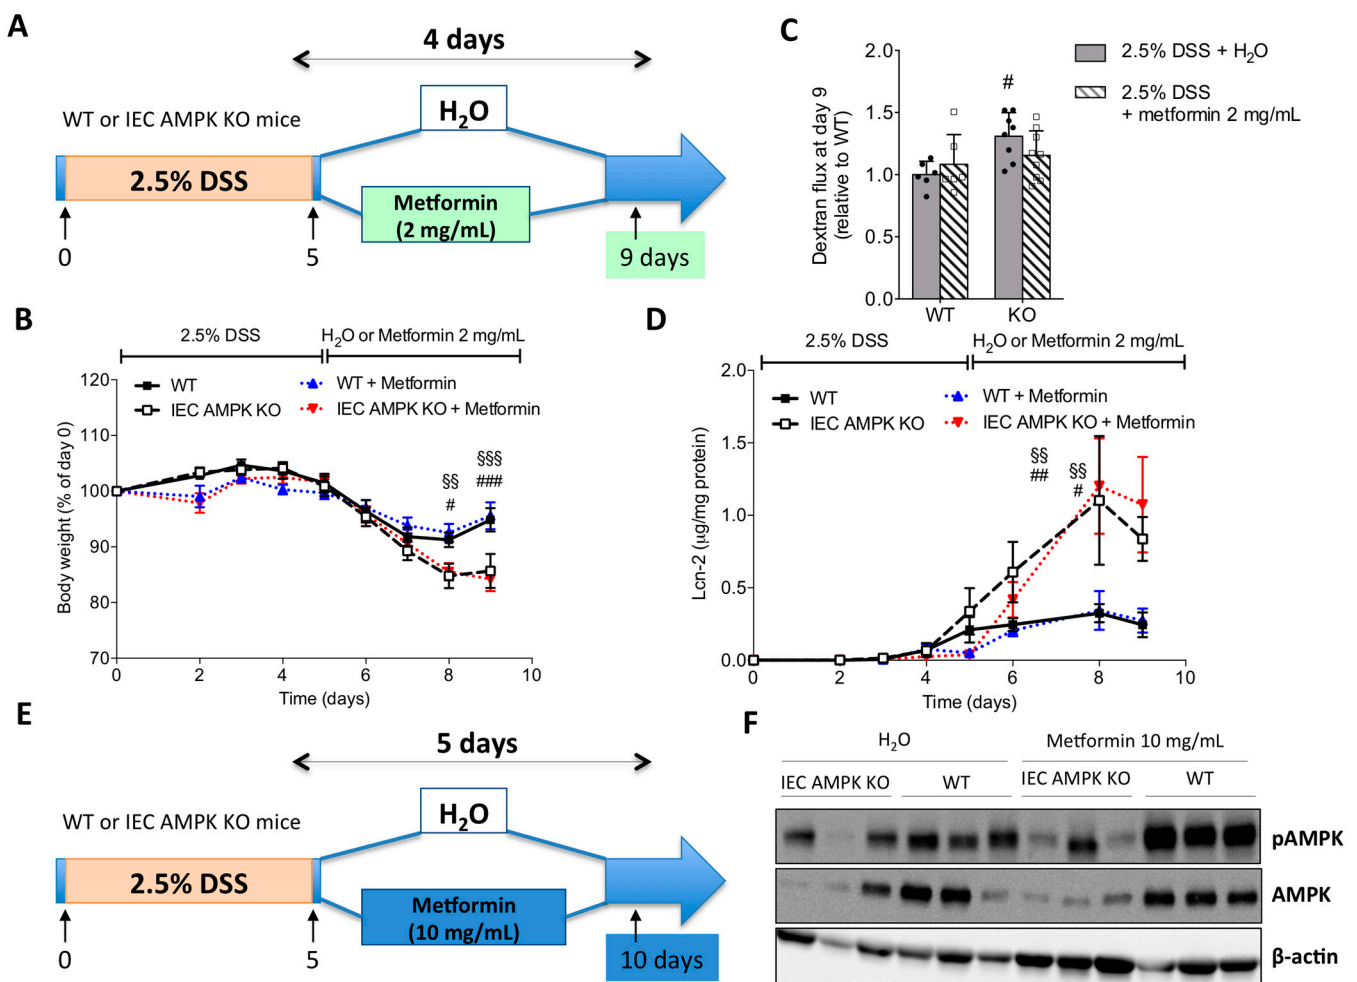 A
4 days
WT or IEC AMPK KO mice
H₂O
2.5% DSS
Metformin
(2 mg/mL)
0
5
9 days
B
2.5% DSS
H₂O or Metformin 2 mg/mL
WT
WT + Metformin
IEC AMPK KO
IEC AMPK KO + Metformin
Body weight (% of day 0)
120
110
100
90
80
70
§§
#
§§§
###
0
2
4
6
8
10
Time (days)
C
Dextran flux at day 9
(relative to WT)
2.0
1.5
1.0
0.5
0.0
#
WT
KO
2.5% DSS + H₂O
2.5% DSS
+ metformin 2 mg/mL
D
2.5% DSS
H₂O or Metformin 2 mg/mL
WT
WT + Metformin
IEC AMPK KO
IEC AMPK KO + Metformin
Lcn-2 (µg/mg protein)
2.0
1.5
1.0
0.5
0.0
§§
##
§§
#
0
2
4
6
8
10
Time (days)
E
5 days
WT or IEC AMPK KO mice
H₂O
2.5% DSS
Metformin
(10 mg/mL)
0
5
10 days
F
H₂O
Metformin 10 mg/mL
IEC AMPK KO
WT
IEC AMPK KO
WT
pAMPK
AMPK
β-actin